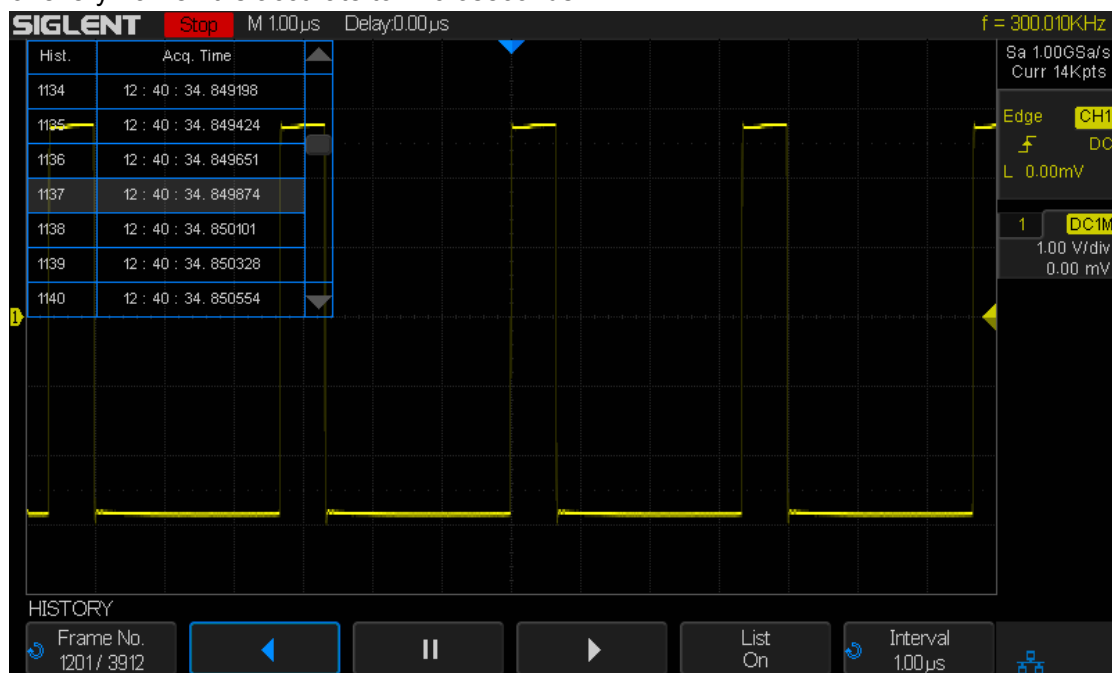 SIGLENT Stop M 1.00µs Delay:0.00µs f = 300.010KHz
Hist. Acq. Time
1134 12 : 40 : 34. 849198
1135 12 : 40 : 34. 849424
1136 12 : 40 : 34. 849651
1137 12 : 40 : 34. 849874
1138 12 : 40 : 34. 850101
1139 12 : 40 : 34. 850328
1140 12 : 40 : 34. 850554
Sa 1.00GSa/s
Curr 14Kpts
Edge CH1
DC
L 0.00mV
1 DC1M
1.00 V/div
0.00 mV
1
HISTORY
Frame No.
1201/ 3912
List
On
Interval
1.00µs